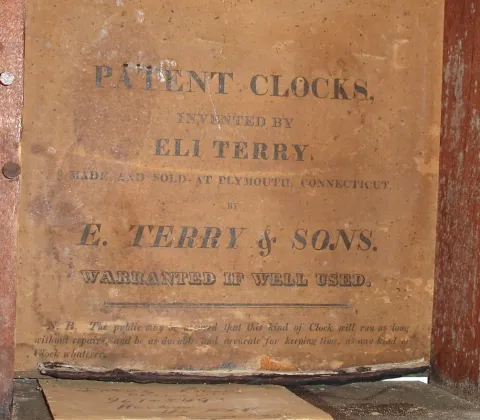 PATENT CLOCKS,
INVENTED BY
ELI TERRY.
MADE AND SOLD AT PLYMOUTH, CONNECTICUT
BY
E. TERRY & SONS.
WARRANTED IF WELL USED.
N. B. The public may be assured that this kind of Clock will run as long
without repairs, and be as durable and accurate for keeping time, as any kind of
Clock whatever.